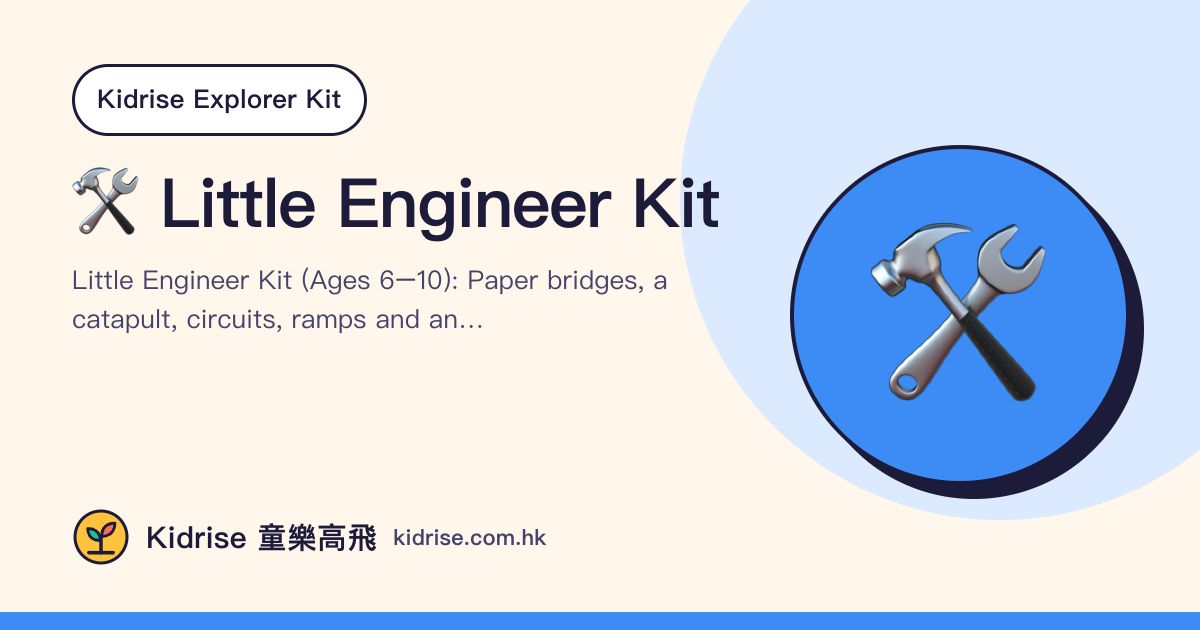 Kidrise Explorer Kit
🛠️ Little Engineer Kit
Little Engineer Kit (Ages 6–10): Paper bridges, a
catapult, circuits, ramps and an…
Kidrise 童樂高飛 kidrise.com.hk